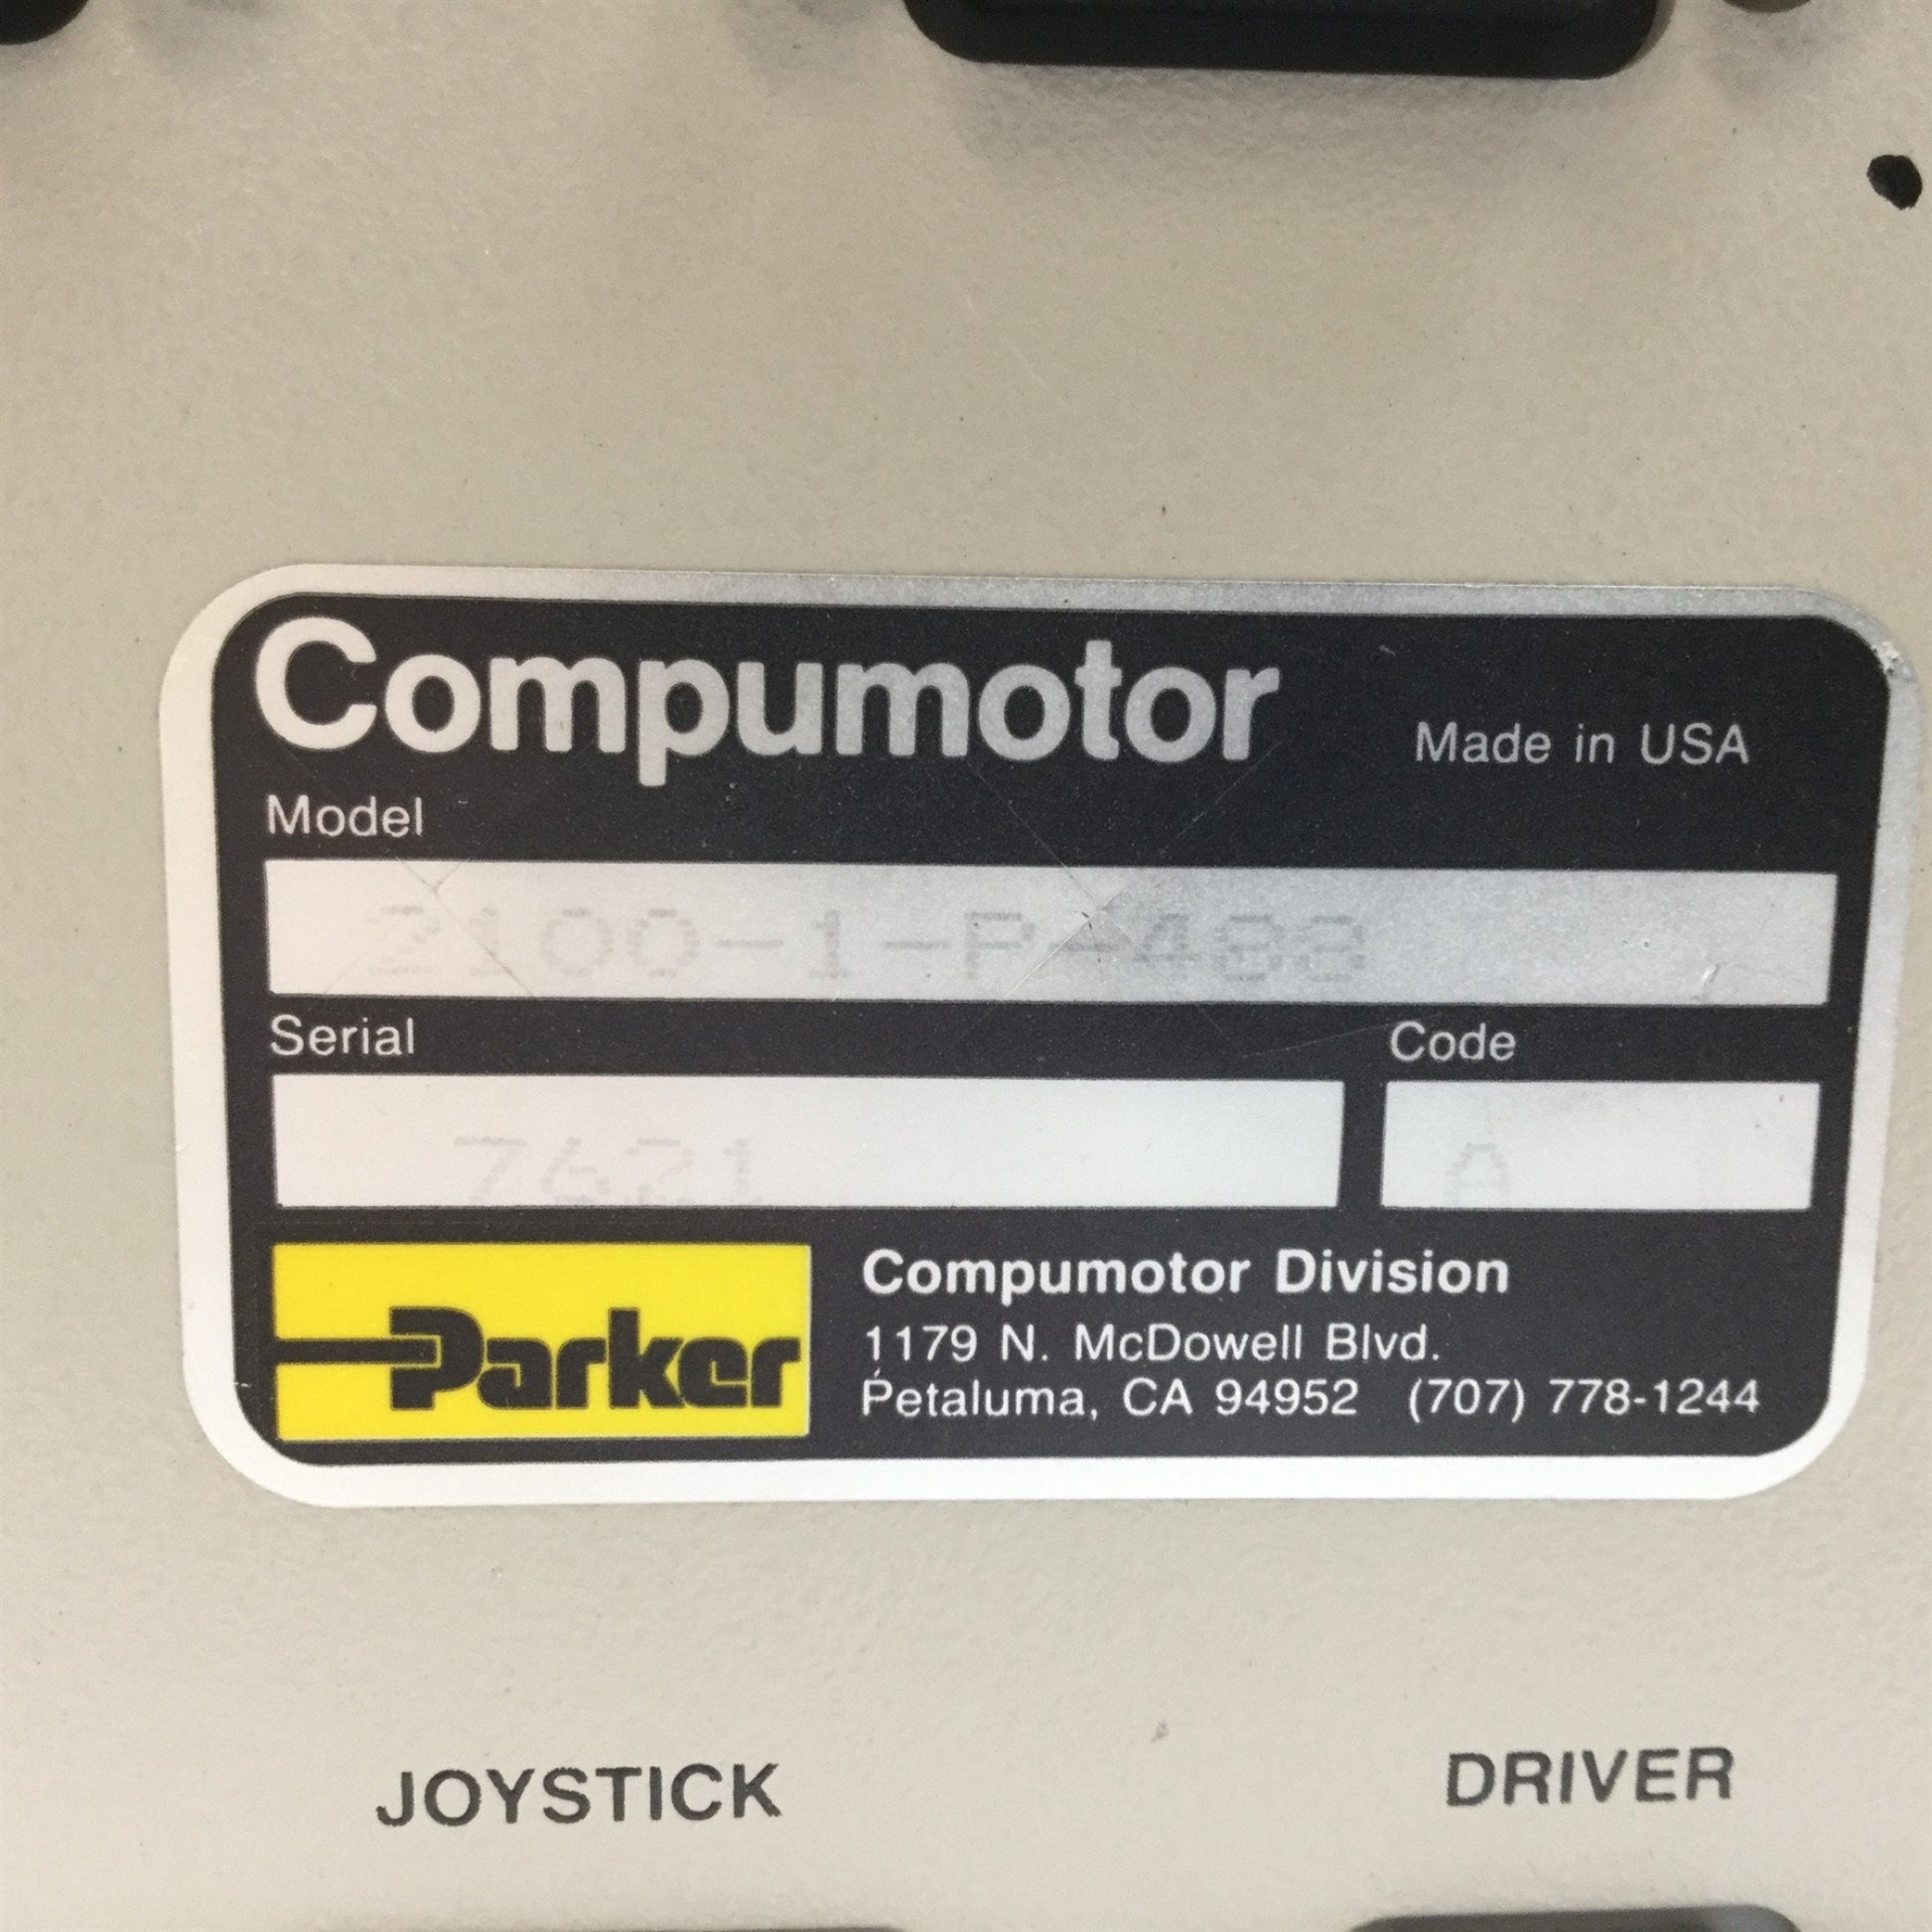 Compumotor Made in USA
Model
2100-1-P-488
Serial Code
7621 A
Parker
Compumotor Division
1179 N. McDowell Blvd.
Petaluma, CA 94952 (707) 778-1244
JOYSTICK DRIVER